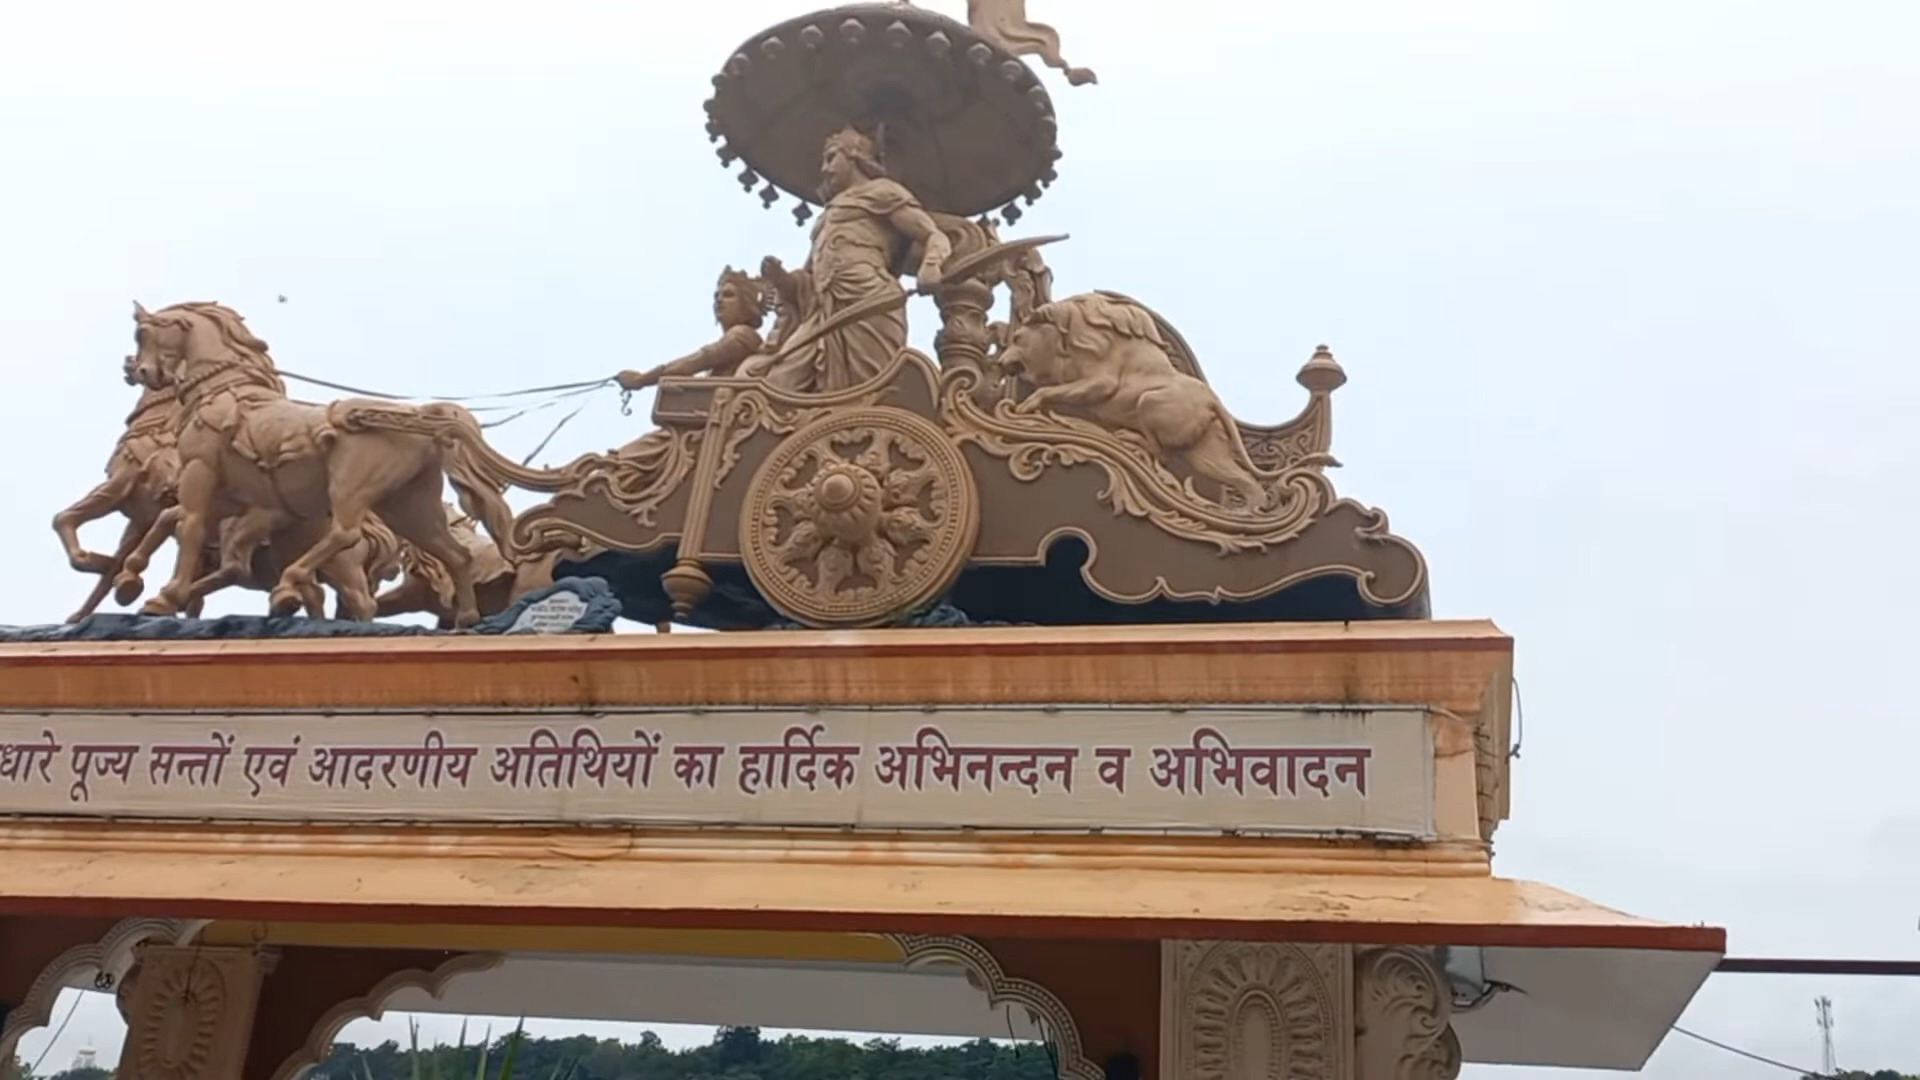 धारे पूज्य सन्तों एवं आदरणीय अतिथियों का हार्दिक अभिनन्दन व अभिवादन